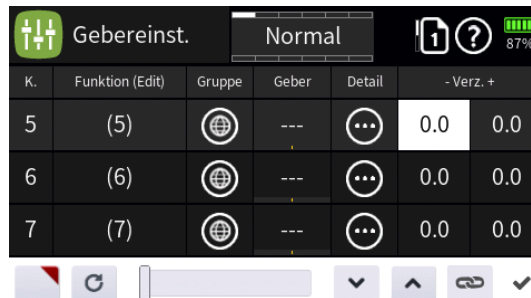 Gebereinst. Normal 1 ? 87%
K. Funktion (Edit) Gruppe Geber Detail - Verz. +
5 (5) --- 0.0 0.0
6 (6) --- 0.0 0.0
7 (7) --- 0.0 0.0